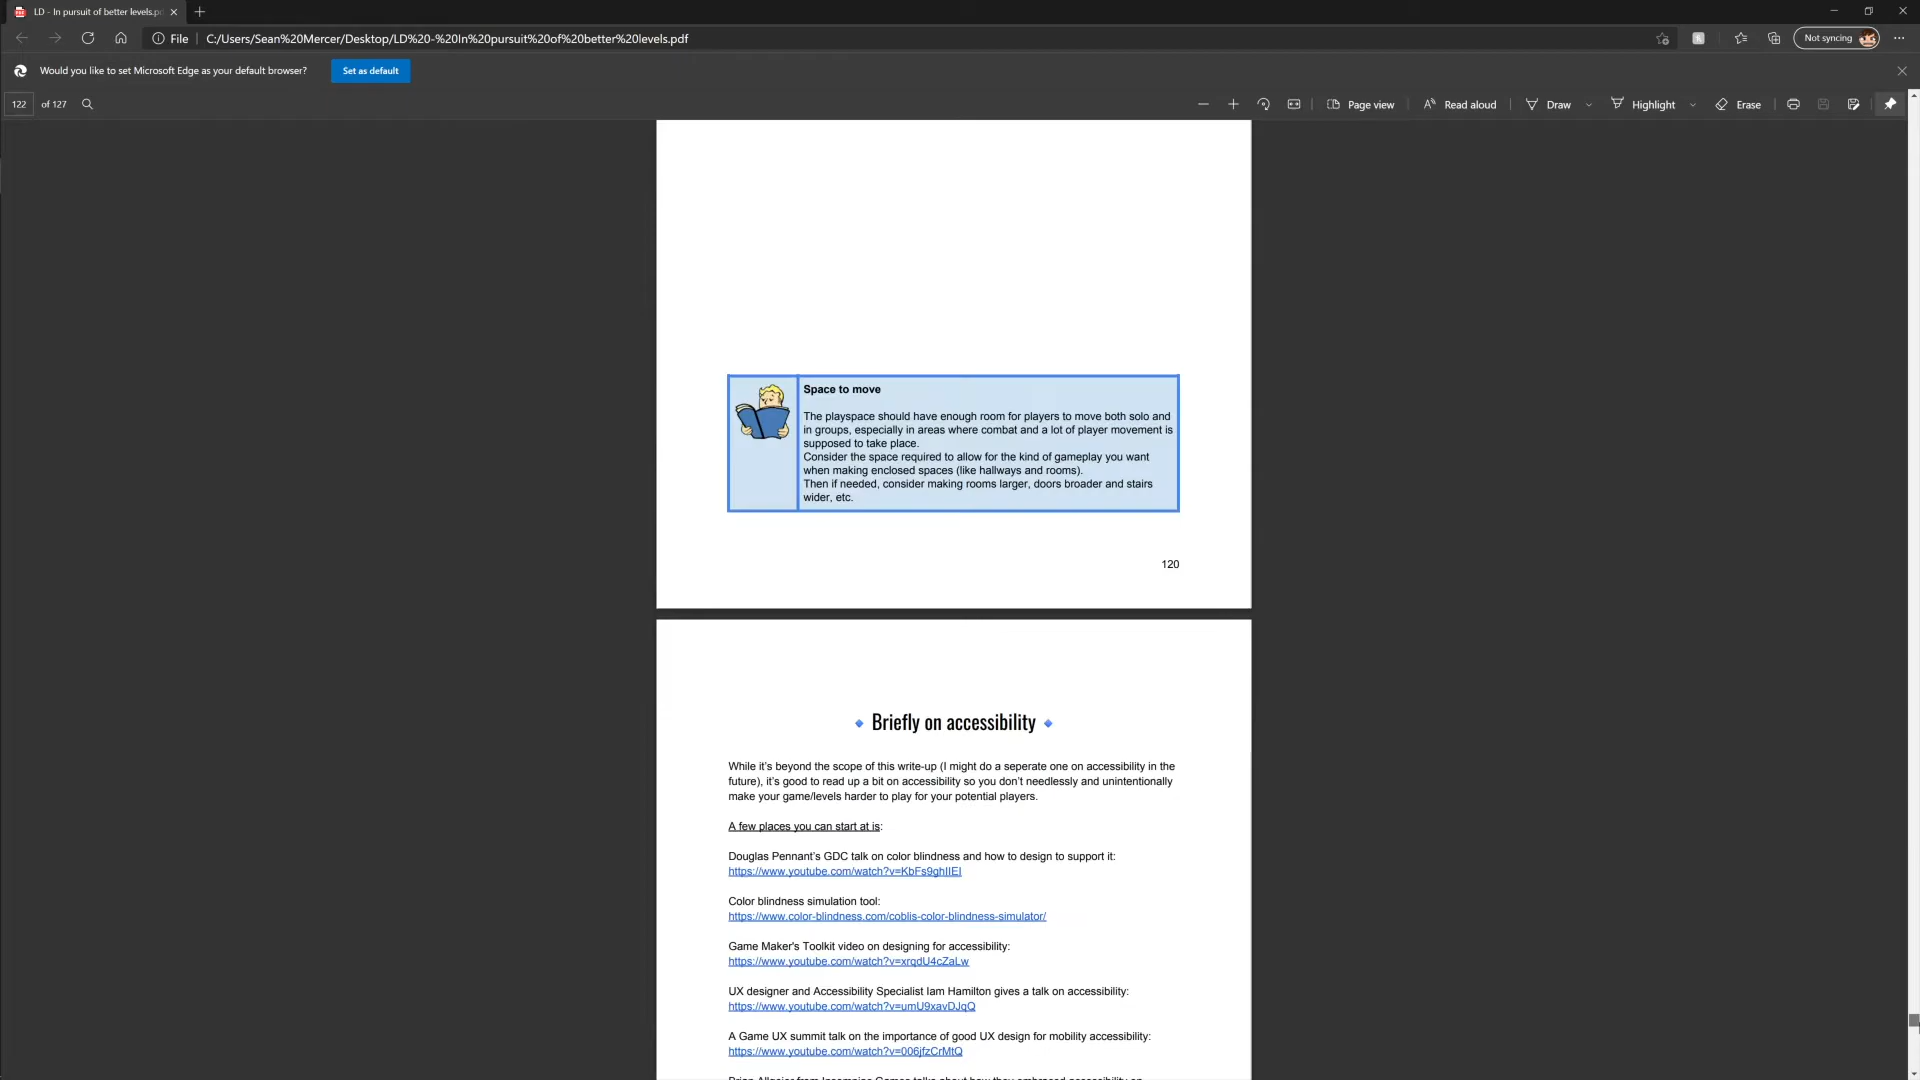 LD - In pursuit of better levels.pd
File
C:/Users/Sean%20Mercer/Desktop/LD%20-%20In%20pursuit%20of%20better%20levels.pdf
Not syncing
Would you like to set Microsoft Edge as your default browser?
Set as default
122 of 127
Page view
Read aloud
Draw
Highlight
Erase
Space to move
The playspace should have enough room for players to move both solo and
in groups, especially in areas where combat and a lot of player movement is
supposed to take place.
Consider the space required to allow for the kind of gameplay you want
when making enclosed spaces (like hallways and rooms).
Then if needed, consider making rooms larger, doors broader and stairs
wider, etc.
120
Briefly on accessibility
While it's beyond the scope of this write-up (I might do a seperate one on accessibility in the
future), it's good to read up a bit on accessibility so you don't needlessly and unintentionally
make your game/levels harder to play for your potential players.
A few places you can start at is:
Douglas Pennant's GDC talk on color blindness and how to design to support it:
https://www.youtube.com/watch?v=KbFs9ghIIEI
Color blindness simulation tool:
https://www.color-blindness.com/coblis-color-blindness-simulator/
Game Maker's Toolkit video on designing for accessibility:
https://www.youtube.com/watch?v=xrqdU4cZaLw
UX designer and Accessibility Specialist Iam Hamilton gives a talk on accessibility:
https://www.youtube.com/watch?v=umU9xavDJqQ
A Game UX summit talk on the importance of good UX design for mobility accessibility:
https://www.youtube.com/watch?v=006jfzCrMtQ